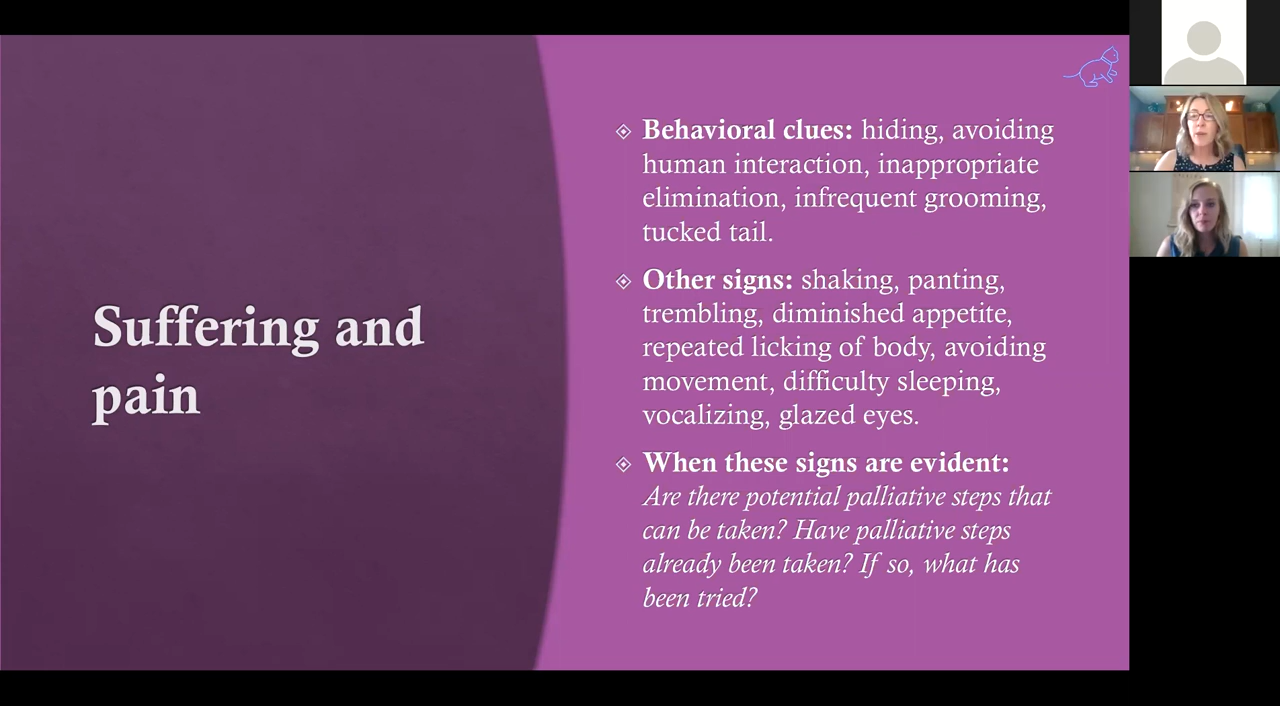 Suffering and
pain
Behavioral clues: hiding, avoiding
human interaction, inappropriate
elimination, infrequent grooming,
tucked tail.
Other signs: shaking, panting,
trembling, diminished appetite,
repeated licking of body, avoiding
movement, difficulty sleeping,
vocalizing, glazed eyes.
When these signs are evident:
Are there potential palliative steps that
can be taken? Have palliative steps
already been taken? If so, what has
been tried?